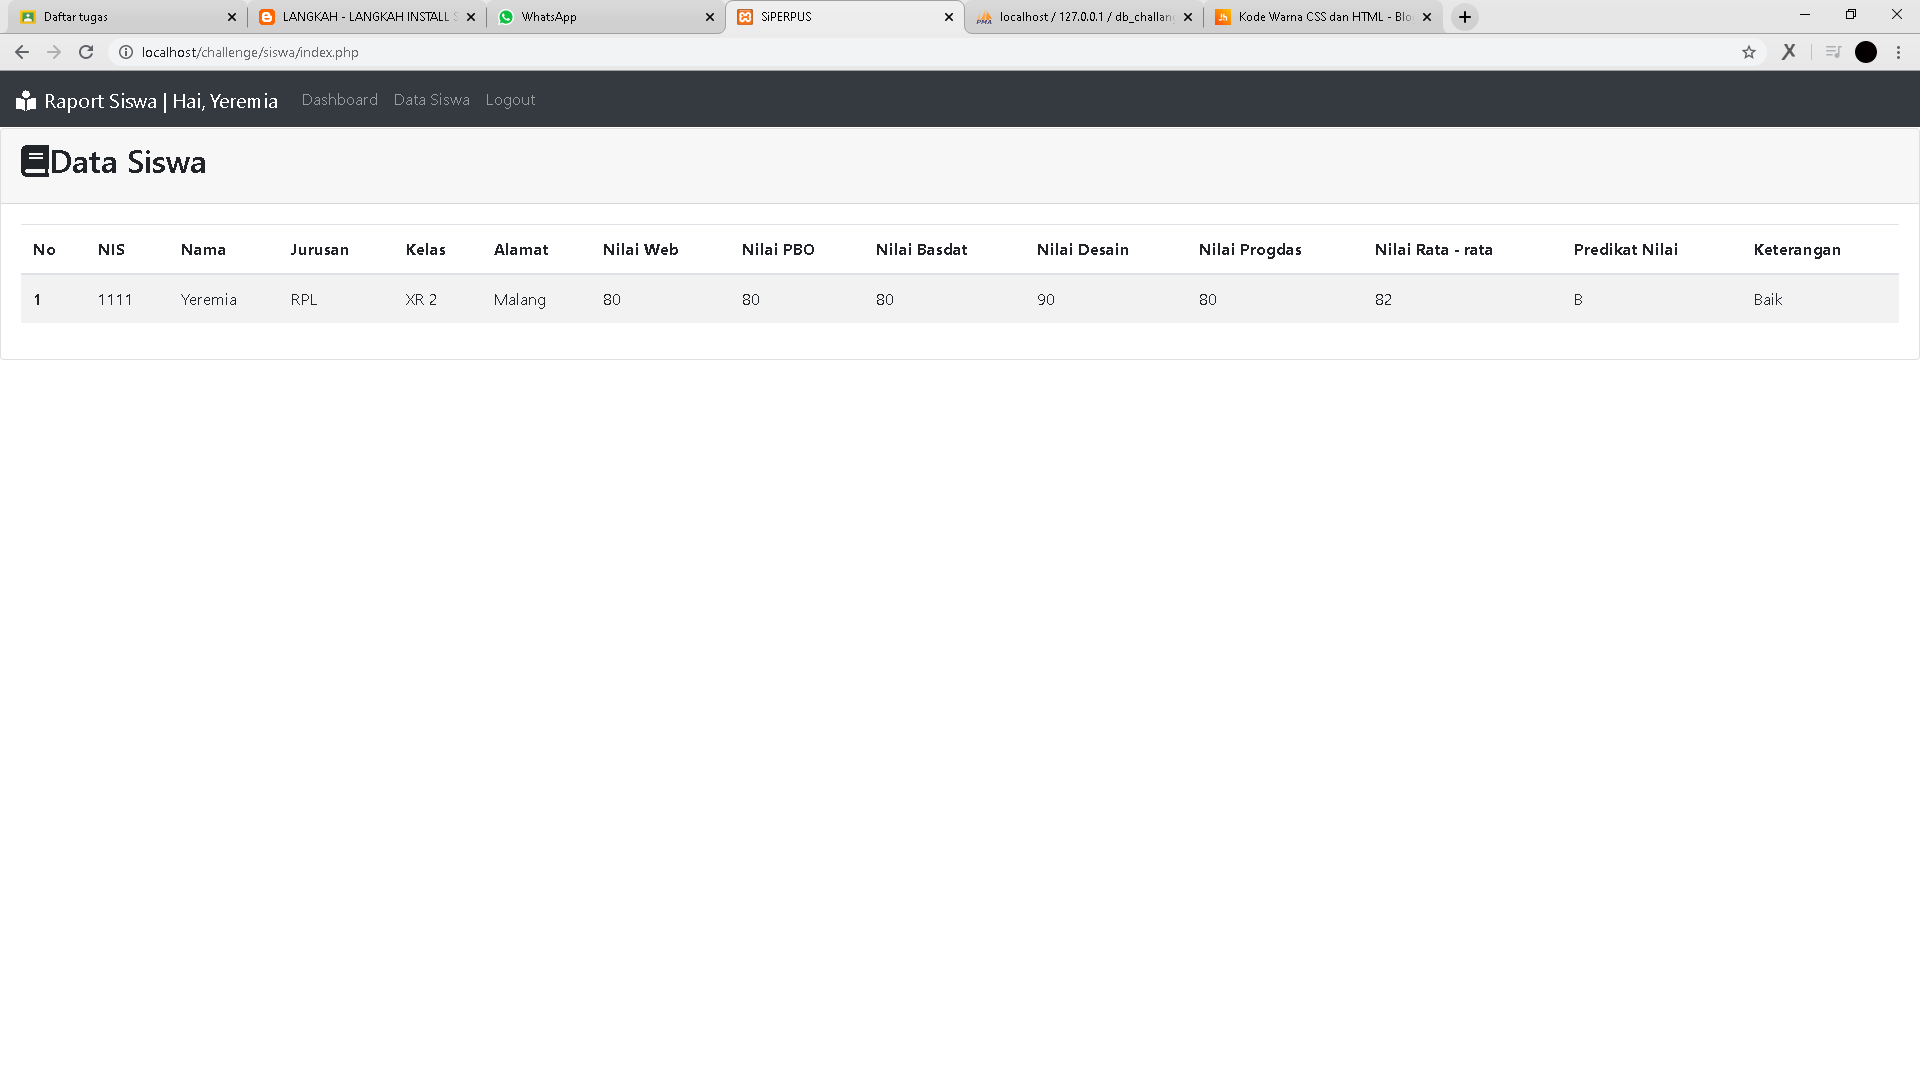 Daftar tugas LANGKAH - LANGKAH INSTALL WhatsApp SiPERPUS localhost / 127.0.0.1 / db_challan Kode Warna CSS dan HTML - Blo
localhost/challenge/siswa/index.php
Raport Siswa | Hai, Yeremia Dashboard Data Siswa Logout
Data Siswa
No NIS Nama Jurusan Kelas Alamat Nilai Web Nilai PBO Nilai Basdat Nilai Desain Nilai Progdas Nilai Rata - rata Predikat Nilai Keterangan
1 1111 Yeremia RPL XR 2 Malang 80 80 80 90 80 82 B Baik